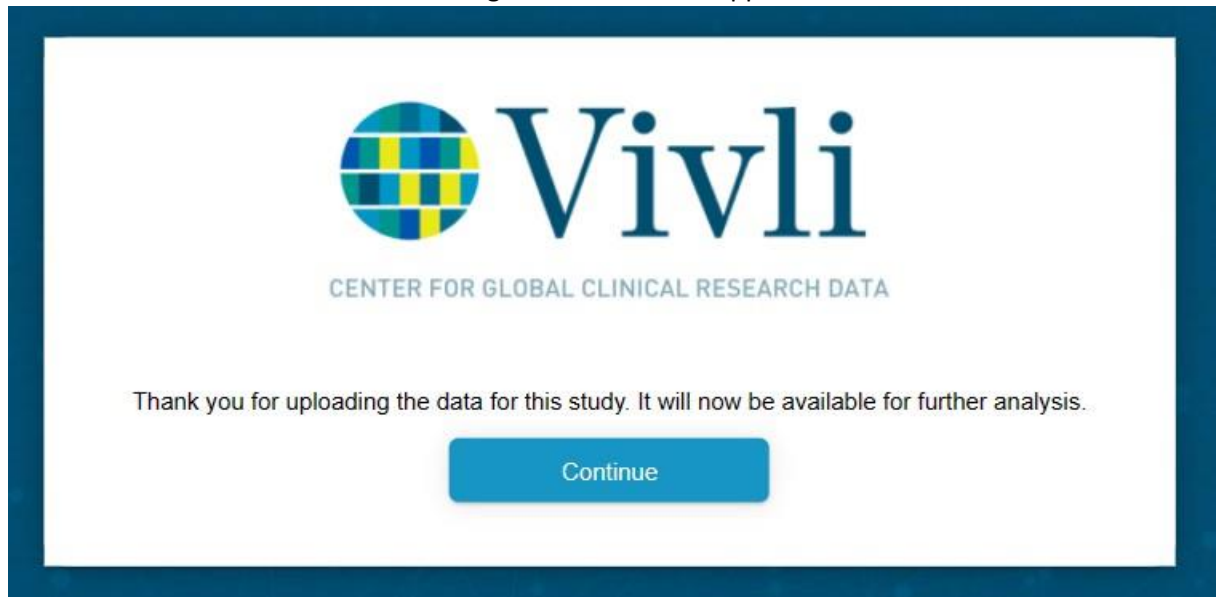 Vivli
CENTER FOR GLOBAL CLINICAL RESEARCH DATA
Thank you for uploading the data for this study. It will now be available for further analysis.
Continue